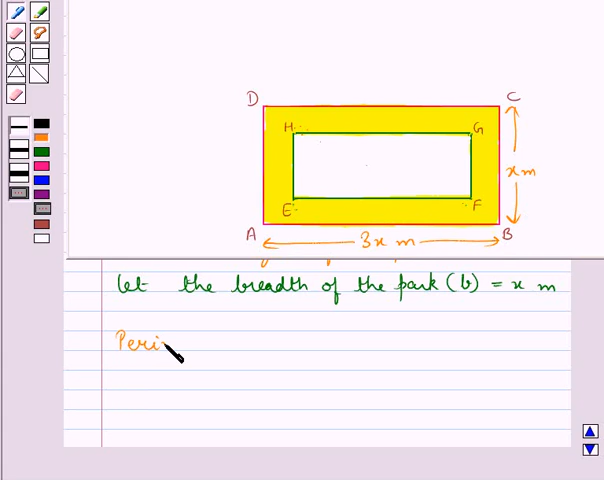 D C
H G
x m
E F
A 3x m B
let the breadth of the park (b) = x m
Peri